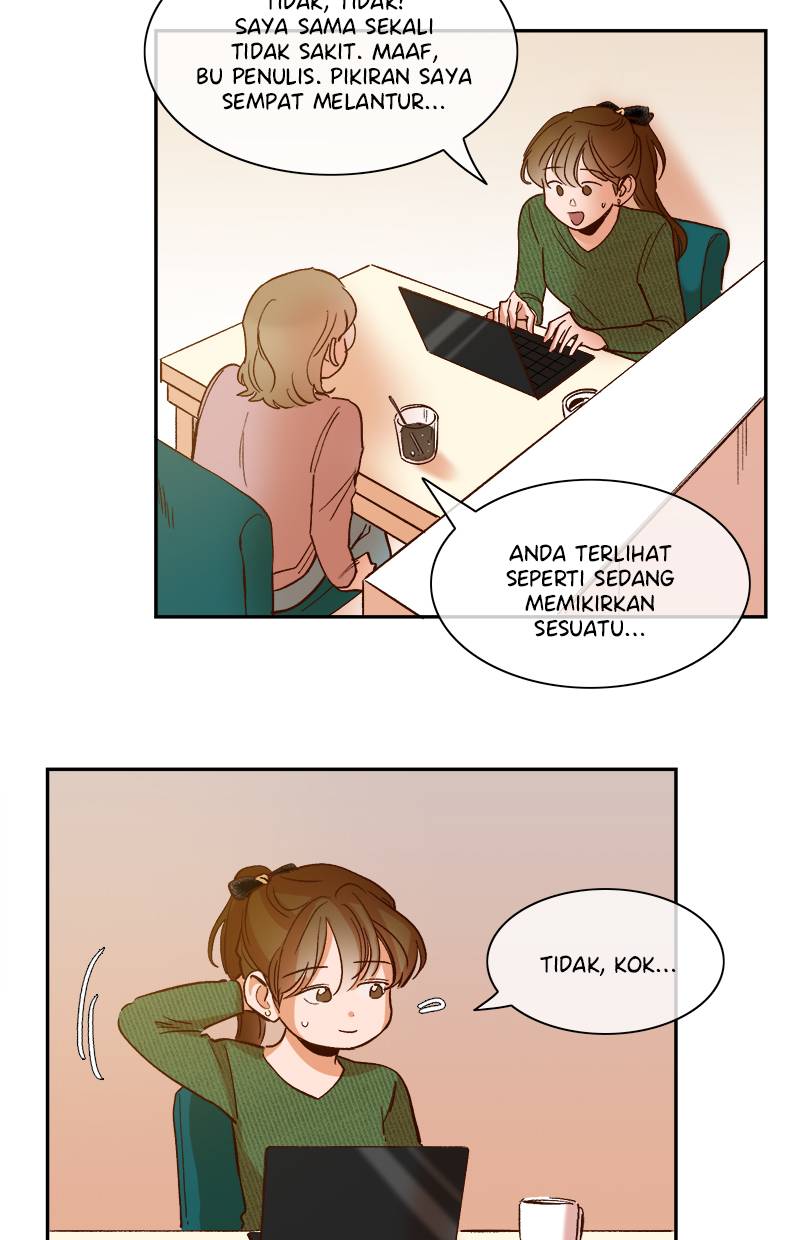 TIDAK, TIDAK!
SAYA SAMA SEKALI
TIDAK SAKIT. MAAF,
BU PENULIS. PIKIRAN SAYA
SEMPAT MELANTUR...
ANDA TERLIHAT
SEPERTI SEDANG
MEMIKIRKAN
SESUATU...
TIDAK, KOK...